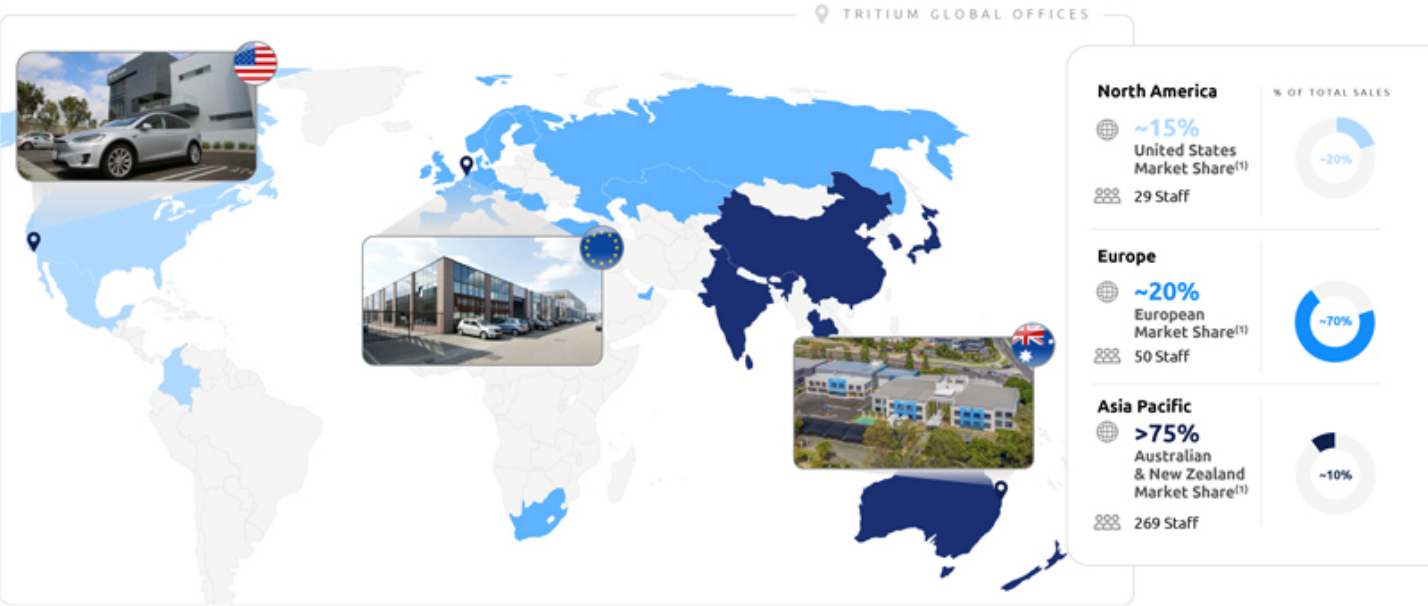 TRITIUM GLOBAL OFFICES
North America
% OF TOTAL SALES
~15%
United States
Market Share(1)
29 Staff
~20%
Europe
~20%
European
Market Share(1)
50 Staff
~70%
Asia Pacific
>75%
Australian
& New Zealand
Market Share(1)
269 Staff
~10%